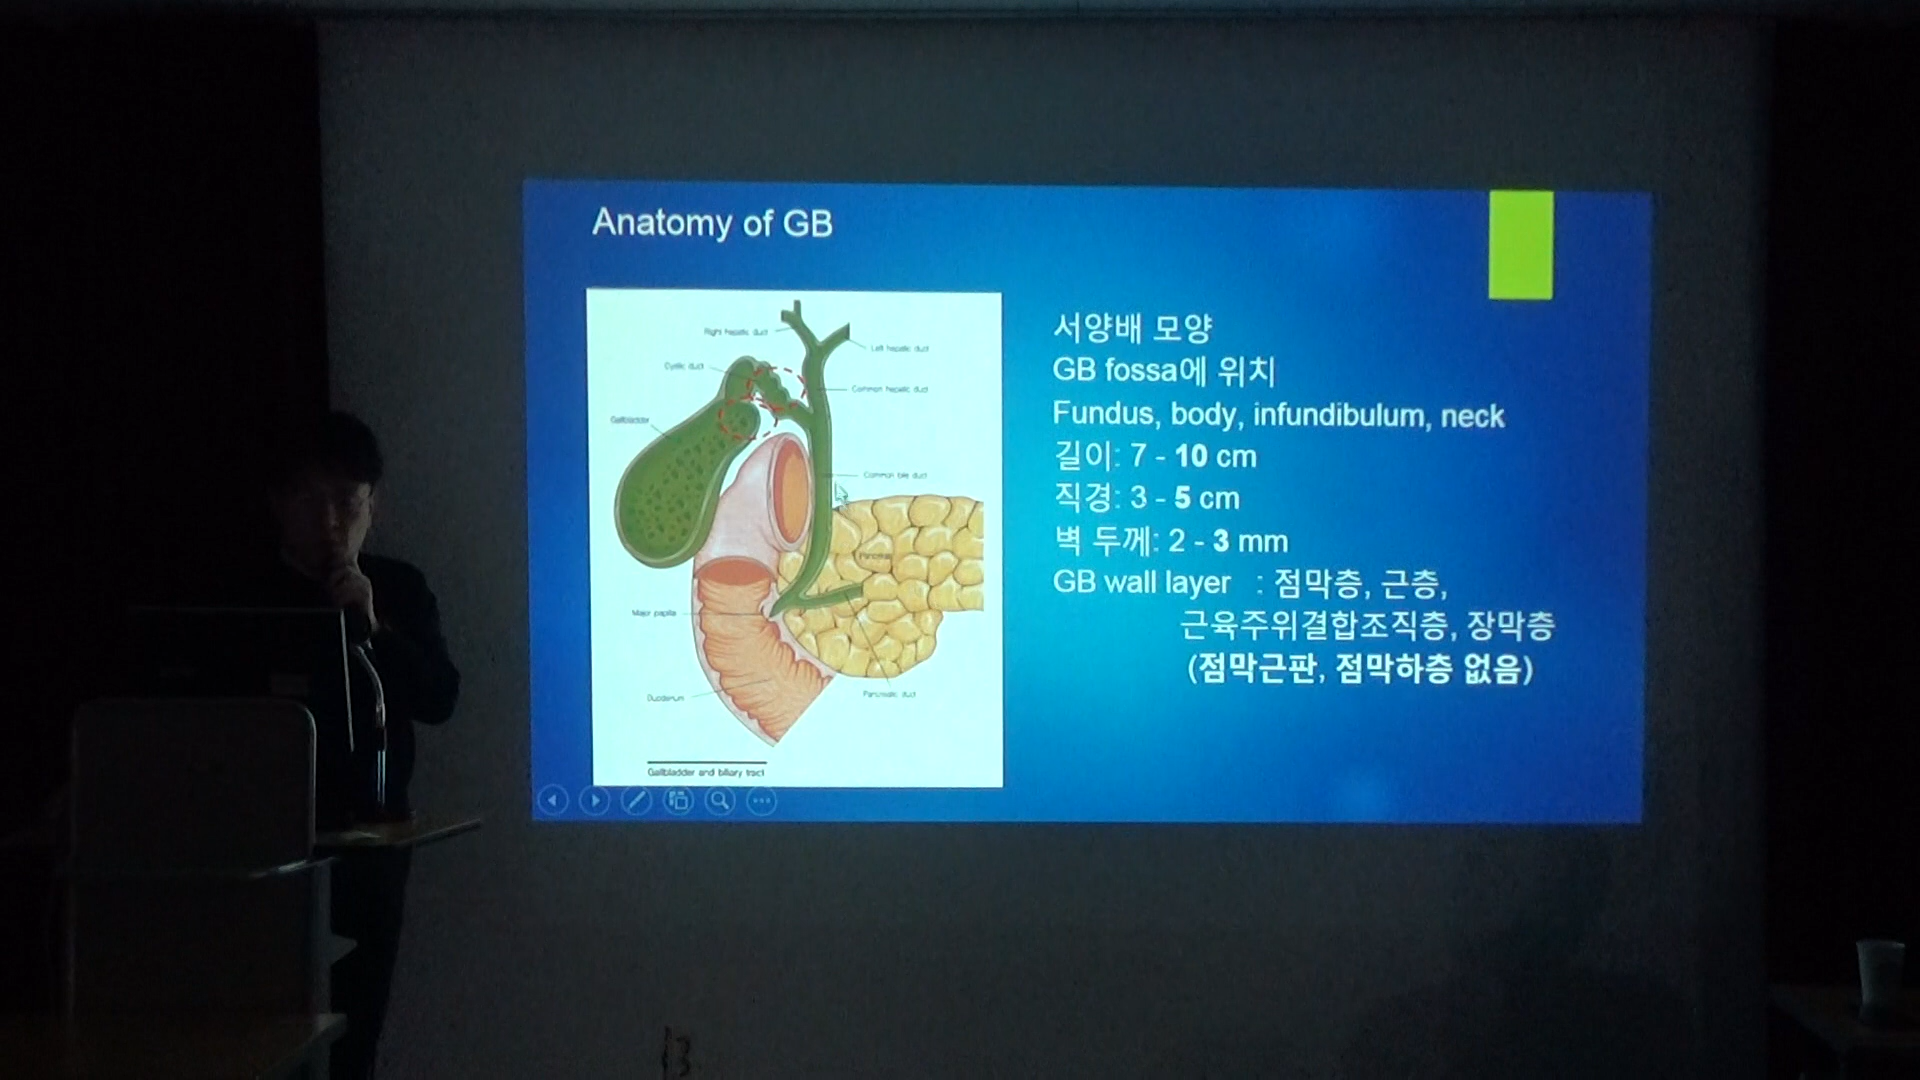 Anatomy of GB
Right hepatic duct
Left hepatic duct
Cystic duct
Common hepatic duct
Gallbladder
Common bile duct
Pancreas
Major papilla
Duodenum
Pancreatic duct
Gallbladder and biliary tract
서양배 모양
GB fossa에 위치
Fundus, body, infundibulum, neck
길이: 7 - 10 cm
직경: 3 - 5 cm
벽 두께: 2 - 3 mm
GB wall layer : 점막층, 근층,
근육주위결합조직층, 장막층
(점막근판, 점막하층 없음)